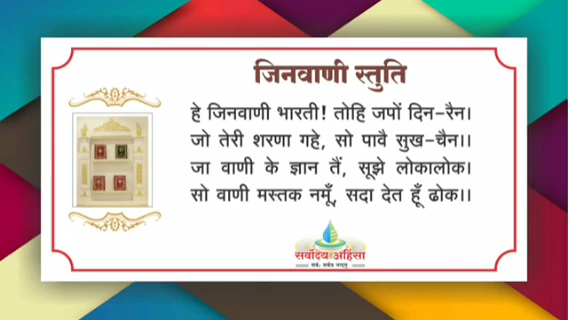 जिनवाणी स्तुति
हे जिनवाणी भारती! तोहि जपों दिन-रैन।
जो तेरी शरणा गहे, सो पावै सुख-चैन।।
जा वाणी के ज्ञान तैं, सूझे लोकालोक।
सो वाणी मस्तक नमूँ, सदा देत हूँ ढोक।।
सर्वोदय अहिंसा